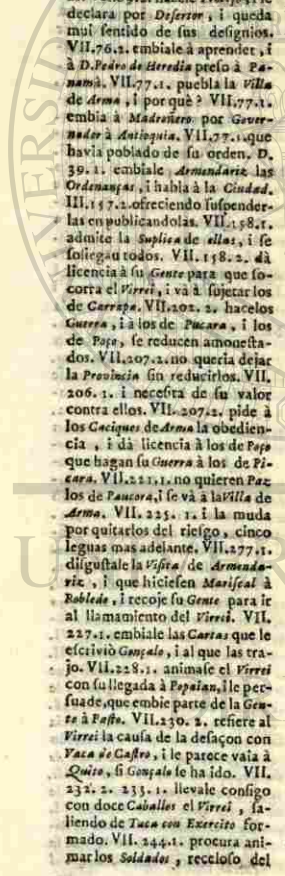 declara por Desertor, i queda
mui sentido de sus designios.
VII.76.2. embiale à aprender, i
à D. Pedro de Heredia preso à Pa-
namà. VII.77.1. puebla la Villa
de Arma, i por què? VII.77.1.
embia à Madroñero por Gover-
nador à Antioquia. VII.77.1. que
havia poblado de su orden. D.
39.1. embiale Armendariz las
Ordenanças, i habla à la Ciudad.
III.157.2. ofreciendo suspender-
las en publicandolas. VII.158.1.
admite la Suplica de ellas, i se
sosiegan todos. VII.158.2. dà
licencia à su Gente para que so-
corra el Virrei, i và à sujetar los
de Carrapa. VII.202.2. hacelos
Guerra, i à los de Pucara, i los
de Poço, se reducen amonesta-
dos. VII.207.2. no queria dejar
la Provincia sin reducirlos. VII.
206.1. i necesita de su valor
contra ellos. VII.207.2. pide à
los Caciques de Arma la obedien-
cia, i dà licencia à los de Poço
que hagan su Guerra à los de Pi-
cara. VII.221.1. no quieren Paz
los de Paucora, i se và à la Villa de
Arma. VII.225.1. i la muda
por quitarlos del riesgo, cinco
leguas mas adelante. VII.277.1.
disgustale la Visita de Armenda-
riz, i que hiciesen Mariscal à
Robledo, i recoje su Gente para ir
al llamamiento del Virrei. VII.
227.1. embiale las Cartas que le
escriviò Gonçalo, i al que las tra-
jo. VII.228.1. animase el Virrei
con su llegada à Popaian, i le per-
suade, que embie parte de la Gen-
te à Pasto. VII.230.2. refiere al
Virrei la causa de la desaçon con
Vaca de Castro, i le parece vaia à
Quito, si Gonçalo se ha ido. VII.
232.2. 233.1. llevale consigo
con doce Caballos el Virrei, sa-
liendo de Taca con Exercito for-
mado. VII.244.1. procura ani-
mar los Soldados, receloso del